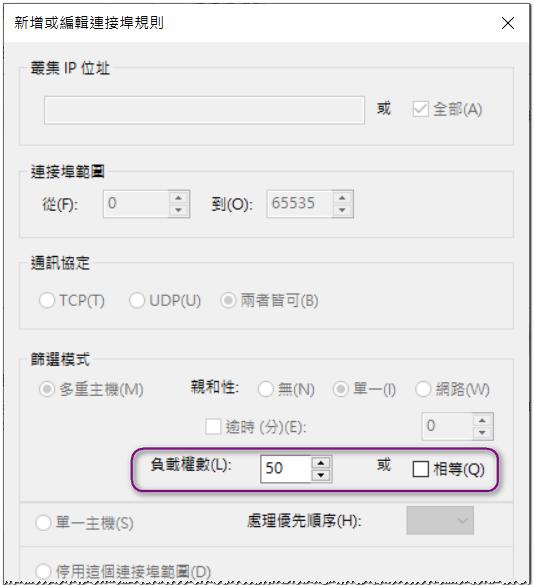 新增或編輯連接埠規則
叢集 IP 位址
或 全部(A)
連接埠範圍
從(F): 0 到(O): 65535
通訊協定
TCP(T) UDP(U) 兩者皆可(B)
篩選模式
多重主機(M) 親和性: 無(N) 單一(I) 網路(W)
逾時 (分)(E): 0
負載權數(L): 50 或 相等(Q)
單一主機(S) 處理優先順序(H):
停用這個連接埠範圍(D)